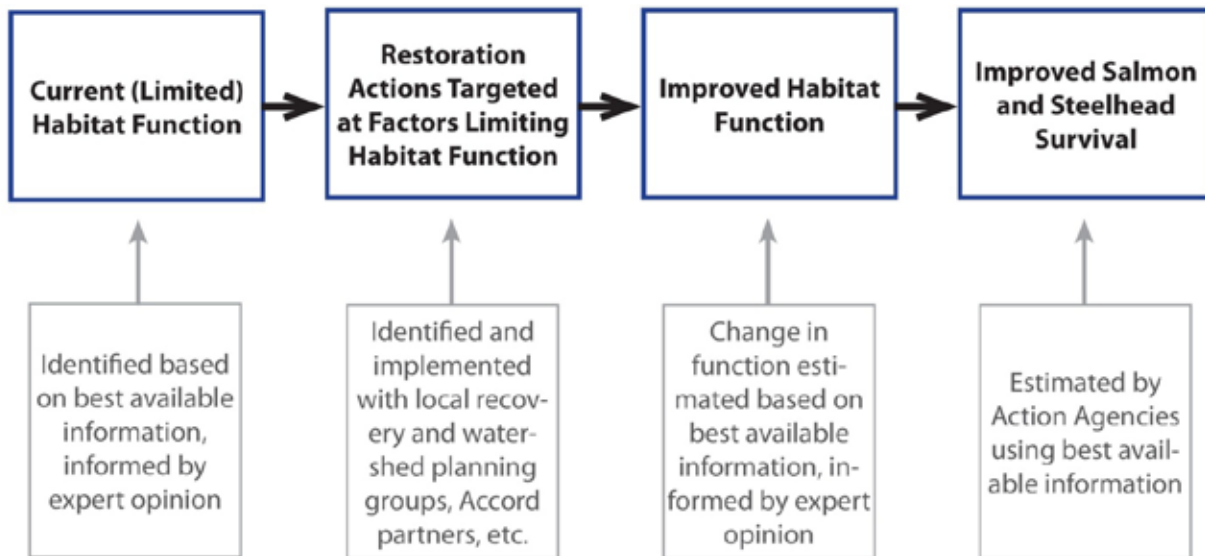 Current (Limited)
Habitat Function
Restoration
Actions Targeted
at Factors Limiting
Habitat Function
Improved Habitat
Function
Improved Salmon
and Steelhead
Survival
Identified based
on best available
information,
informed by
expert opinion
Identified and
implemented
with local recov-
ery and water-
shed planning
groups, Accord
partners, etc.
Change in
function esti-
mated based on
best available
information, in-
formed by expert
opinion
Estimated by
Action Agencies
using best avail-
able information